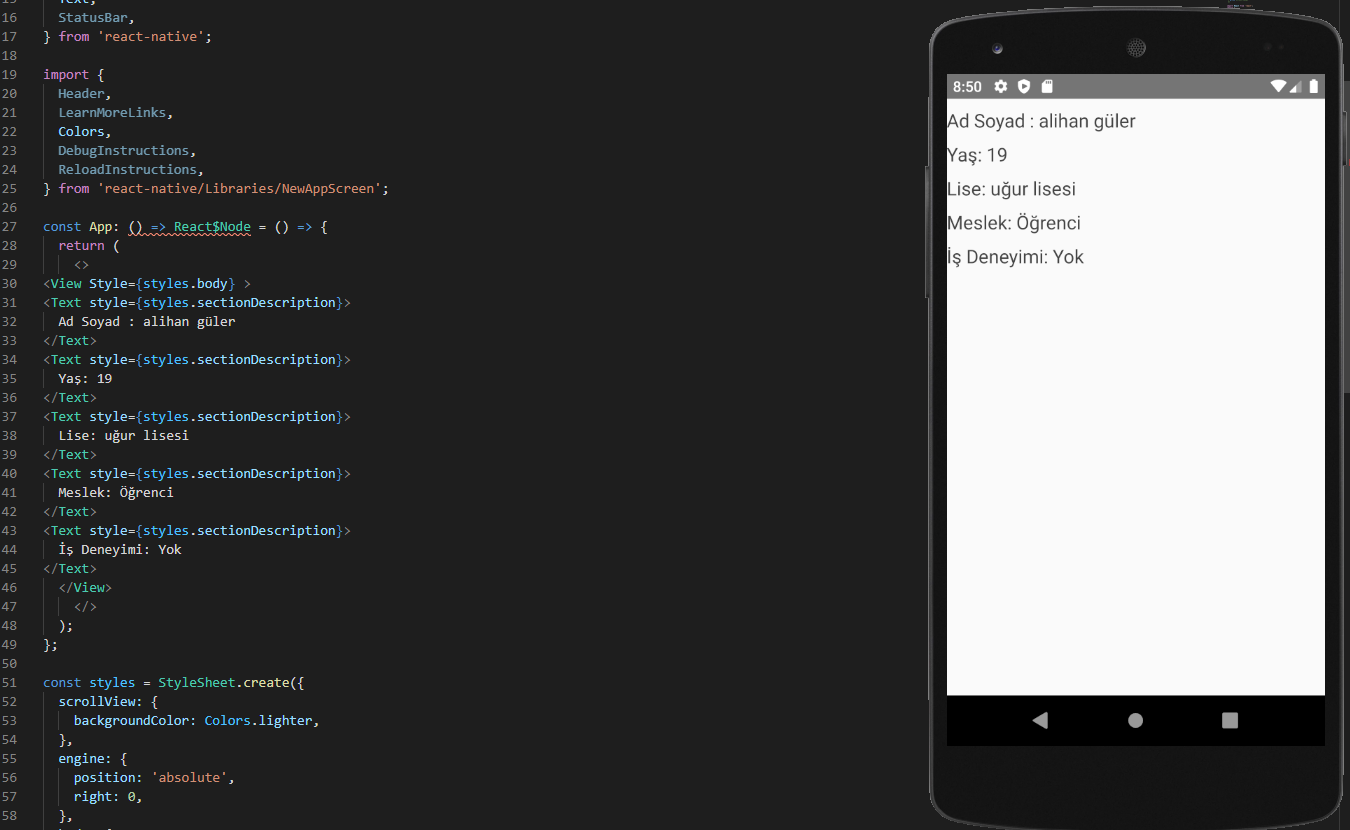 15 Text,
16 StatusBar,
17 } from 'react-native';
18
19 import {
20 Header,
21 LearnMoreLinks,
22 Colors,
23 DebugInstructions,
24 ReloadInstructions,
25 } from 'react-native/Libraries/NewAppScreen';
26
27 const App: () => React$Node = () => {
28 return (
29 <>
30 <View Style={styles.body} >
31 <Text style={styles.sectionDescription}>
32 Ad Soyad : alihan güler
33 </Text>
34 <Text style={styles.sectionDescription}>
35 Yaş: 19
36 </Text>
37 <Text style={styles.sectionDescription}>
38 Lise: uğur lisesi
39 </Text>
40 <Text style={styles.sectionDescription}>
41 Meslek: Öğrenci
42 </Text>
43 <Text style={styles.sectionDescription}>
44 İş Deneyimi: Yok
45 </Text>
46 </View>
47 </>
48 );
49 };
50
51 const styles = StyleSheet.create({
52 scrollView: {
53 backgroundColor: Colors.lighter,
54 },
55 engine: {
56 position: 'absolute',
57 right: 0,
58 },
8:50
Ad Soyad : alihan güler
Yaş: 19
Lise: uğur lisesi
Meslek: Öğrenci
İş Deneyimi: Yok